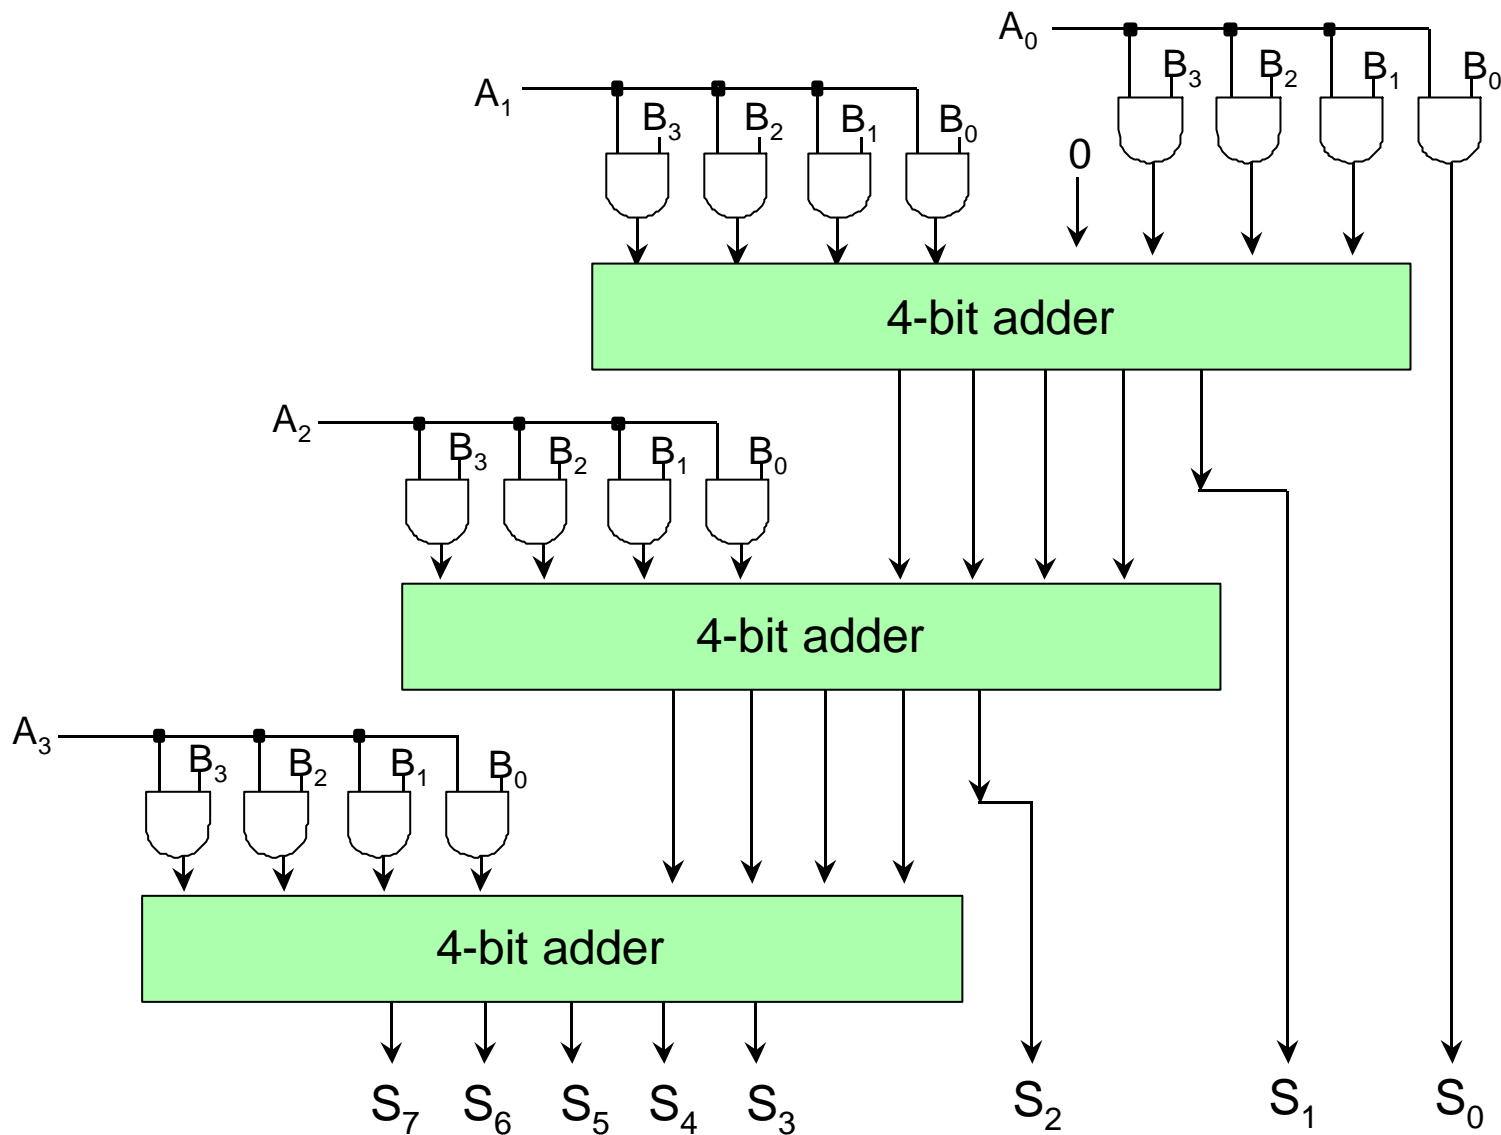 A₀
B₃ B₂ B₁ B₀
A₁
B₃ B₂ B₁ B₀
0
4-bit adder
A₂
B₃ B₂ B₁ B₀
4-bit adder
A₃
B₃ B₂ B₁ B₀
4-bit adder
S₇ S₆ S₅ S₄ S₃ S₂ S₁ S₀